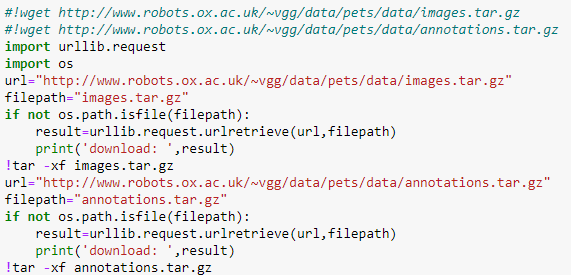 #!wget http://www.robots.ox.ac.uk/~vgg/data/pets/data/images.tar.gz
#!wget http://www.robots.ox.ac.uk/~vgg/data/pets/data/annotations.tar.gz
import urllib.request
import os
url="http://www.robots.ox.ac.uk/~vgg/data/pets/data/images.tar.gz"
filepath="images.tar.gz"
if not os.path.isfile(filepath):
    result=urllib.request.urlretrieve(url,filepath)
    print('download: ',result)
!tar -xf images.tar.gz
url="http://www.robots.ox.ac.uk/~vgg/data/pets/data/annotations.tar.gz"
filepath="annotations.tar.gz"
if not os.path.isfile(filepath):
    result=urllib.request.urlretrieve(url,filepath)
    print('download: ',result)
!tar -xf annotations.tar.gz